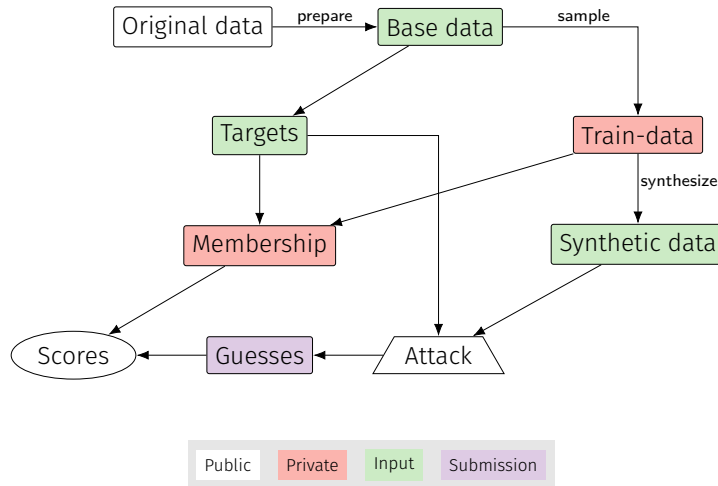 Original data
prepare
Base data
sample
Targets
Train-data
synthesize
Membership
Synthetic data
Scores
Guesses
Attack
Public
Private
Input
Submission